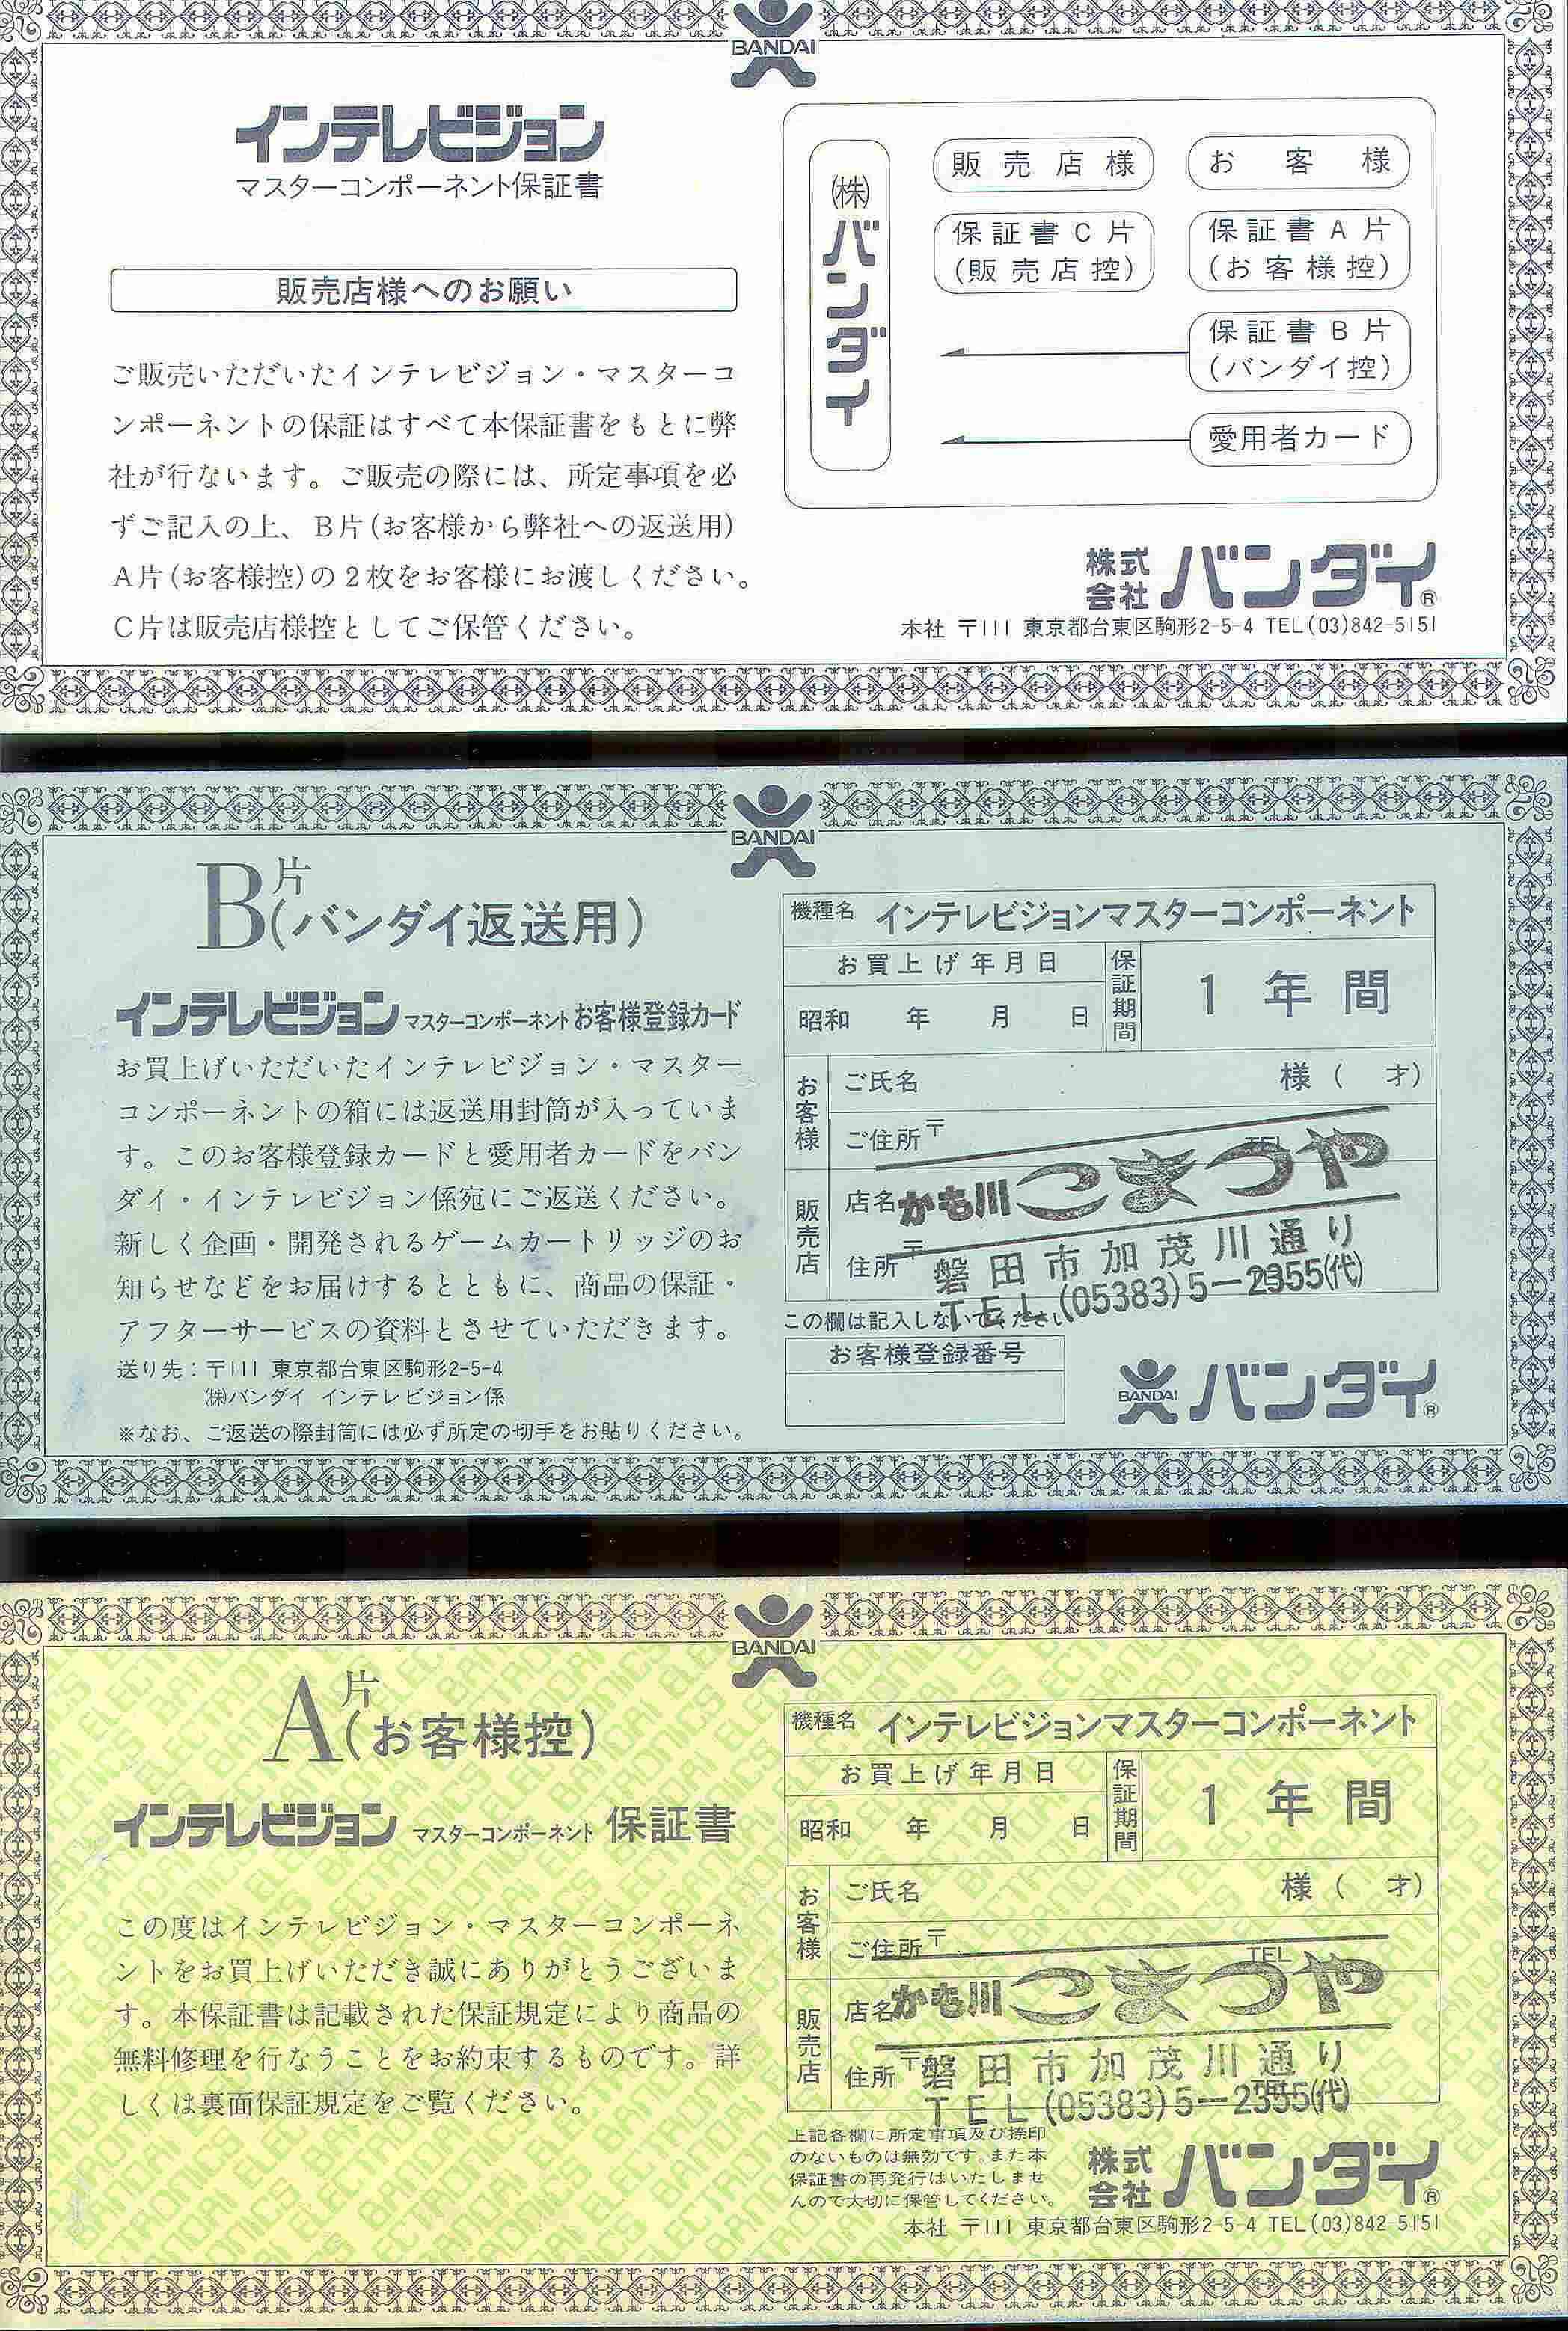 BANDAI
インテレビジョン
マスターコンポーネント保証書
販売店様へのお願い
ご販売いただいたインテレビジョン・マスターコ
ンポーネントの保証はすべて本保証書をもとに弊
社が行ないます。ご販売の際には、所定事項を必
ずご記入の上、B片(お客様から弊社への返送用)
A片(お客様控)の2枚をお客様にお渡しください。
C片は販売店様控としてご保管ください。
(株)バンダイ
販売店様
お客様
保証書C片
(販売店控)
保証書A片
(お客様控)
保証書B片
(バンダイ控)
愛用者カード
株式会社 バンダイ®
本社 〒111 東京都台東区駒形2-5-4 TEL(03)842-5151
BANDAI
B片(バンダイ返送用)
インテレビジョン マスターコンポーネント お客様登録カード
お買上げいただいたインテレビジョン・マスター
コンポーネントの箱には返送用封筒が入っていま
す。このお客様登録カードと愛用者カードをバン
ダイ・インテレビジョン係宛にご返送ください。
新しく企画・開発されるゲームカートリッジのお
知らせなどをお届けするとともに、商品の保証・
アフターサービスの資料とさせていただきます。
送り先：〒111 東京都台東区駒形2-5-4
㈱バンダイ インテレビジョン係
※なお、ご返送の際封筒には必ず所定の切手をお貼りください。
機種名 インテレビジョンマスターコンポーネント
お買上げ年月日
昭和 年 月 日
保証期間
1年間
お客様
ご氏名 様( 才)
ご住所 〒
TEL
販売店
店名 かも川 こまつや
住所 〒 磐田市加茂川通り
TEL(05383)5-2355(代)
この欄は記入しないでください
お客様登録番号
BANDAI バンダイ®
BANDAI
A片(お客様控)
インテレビジョン マスターコンポーネント 保証書
この度はインテレビジョン・マスターコンポーネ
ントをお買上げいただき誠にありがとうございま
す。本保証書は記載された保証規定により商品の
無料修理を行なうことをお約束するものです。詳
しくは裏面保証規定をご覧ください。
機種名 インテレビジョンマスターコンポーネント
お買上げ年月日
昭和 年 月 日
保証期間
1年間
お客様
ご氏名 様( 才)
ご住所 〒
TEL
販売店
店名 かも川 こまつや
住所 〒 磐田市加茂川通り
TEL(05383)5-2355(代)
上記各欄に所定事項及び捺印
のないものは無効です。また本
保証書の再発行はいたしませ
んので大切に保管してください。
株式会社 バンダイ®
本社 〒111 東京都台東区駒形2-5-4 TEL(03)842-5151